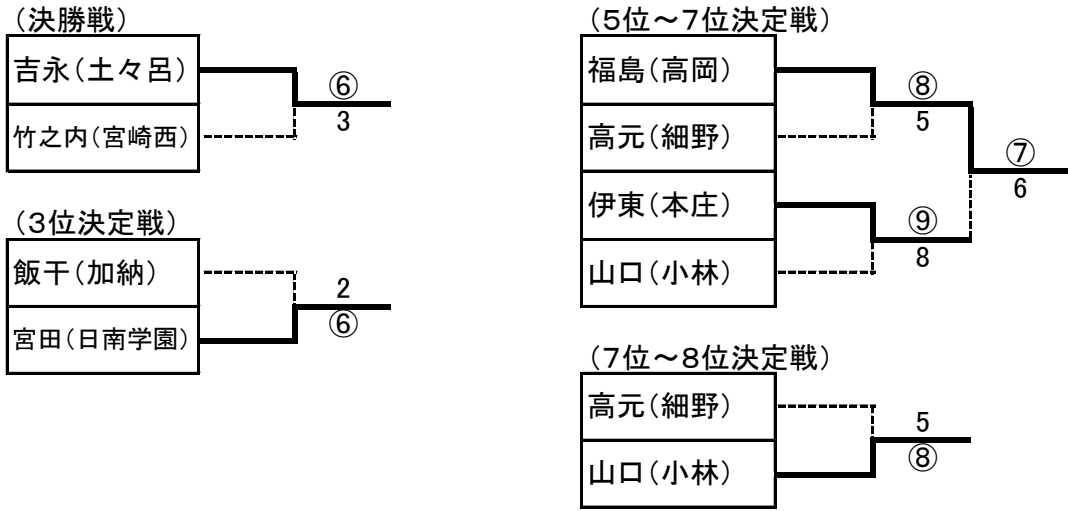 (決勝戦)
吉永(土々呂)
竹之内(宮崎西)
⑥
3
(3位決定戦)
飯干(加納)
宮田(日南学園)
2
⑥
(5位~7位決定戦)
福島(高岡)
高元(細野)
伊東(本庄)
山口(小林)
⑧
5
⑨
8
⑦
6
(7位~8位決定戦)
高元(細野)
山口(小林)
5
⑧